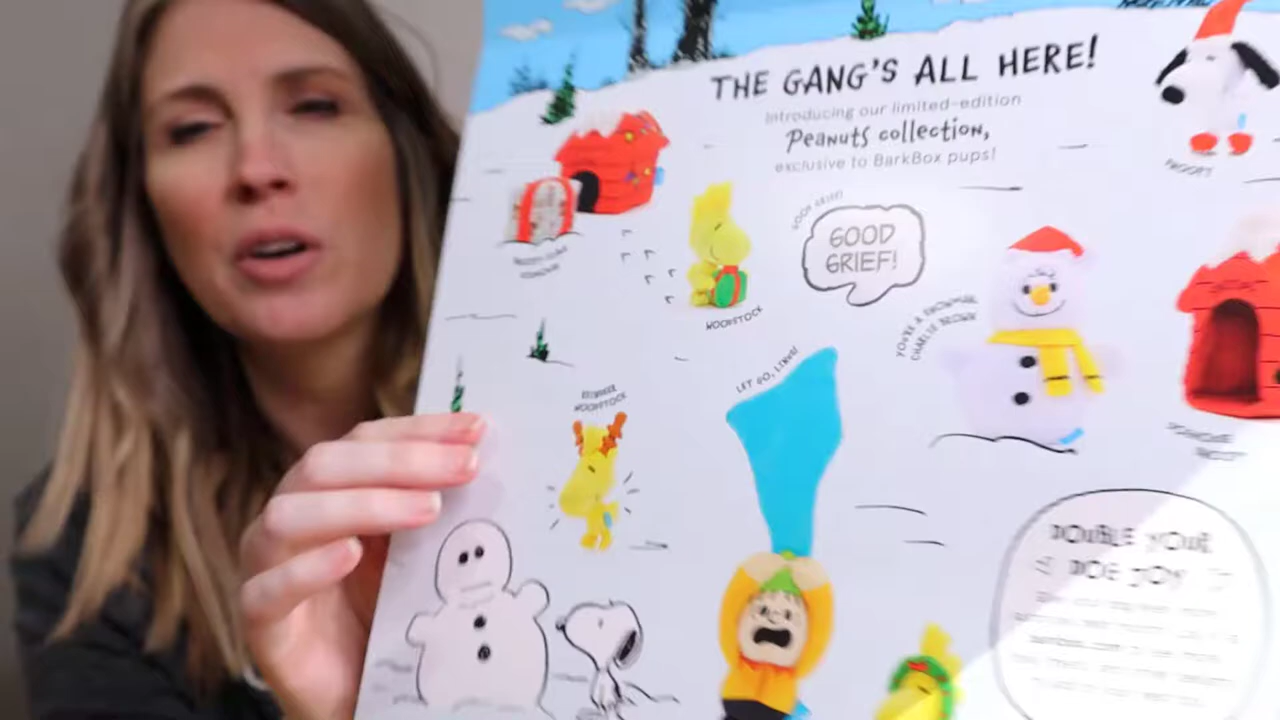 THE GANG'S ALL HERE!
Introducing our limited-edition
Peanuts collection,
exclusive to BarkBox pups!
SNOOPY
GOOD GRIEF!
GOOD
GRIEF!
WOODSTOCK
YOU'RE A SNOWMAN,
CHARLIE BROWN
LET GO, LINUS!
REINDEER
WOODSTOCK
DOUBLE YOUR
DOG JOY